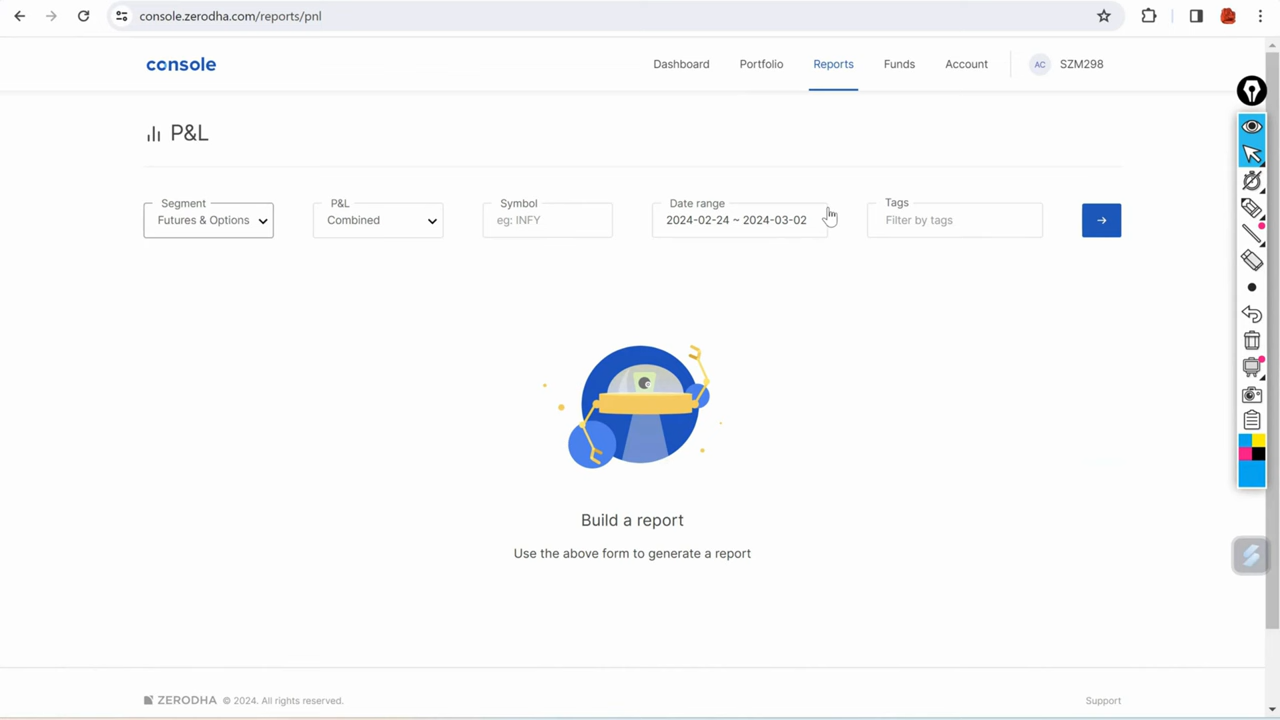 console.zerodha.com/reports/pnl
console
Dashboard
Portfolio
Reports
Funds
Account
AC
SZM298
P&L
Segment
Futures & Options
P&L
Combined
Symbol
eg: INFY
Date range
2024-02-24 ~ 2024-03-02
Tags
Filter by tags
Build a report
Use the above form to generate a report
ZERODHA © 2024. All rights reserved.
Support